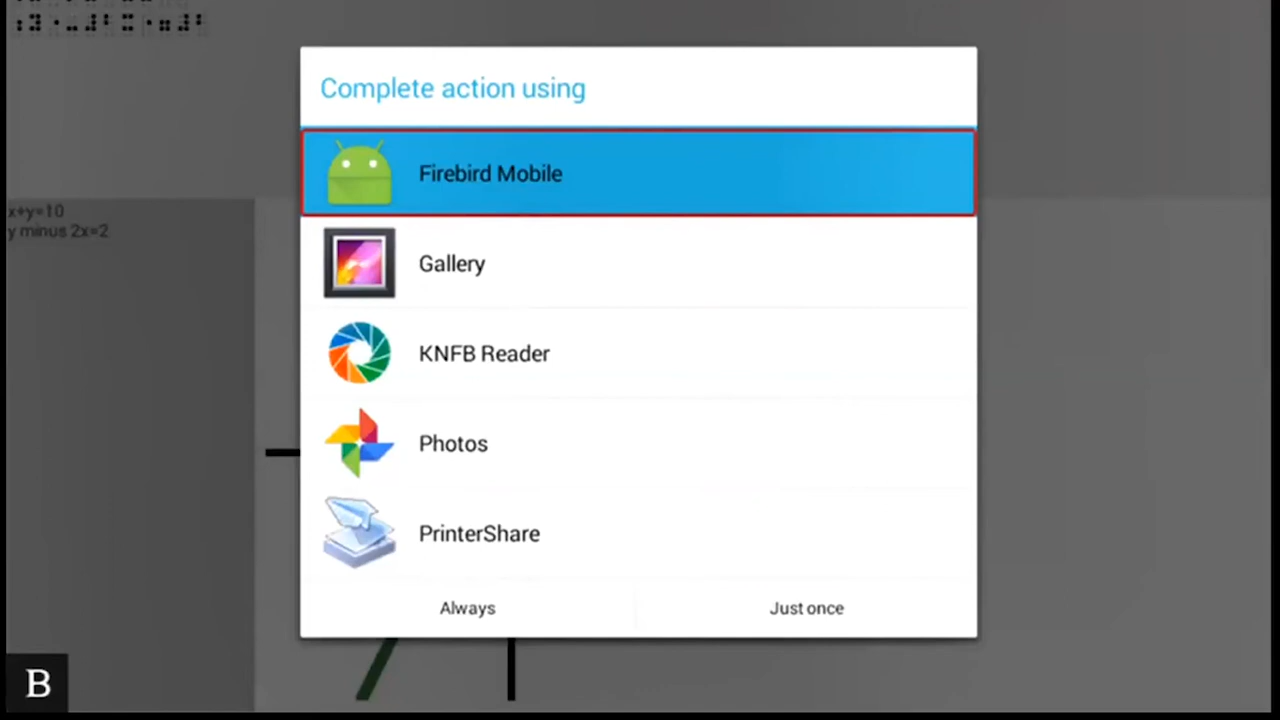 Complete action using
Firebird Mobile
Gallery
KNFB Reader
Photos
PrinterShare
Always
Just once
x+y=10
y minus 2x=2
B